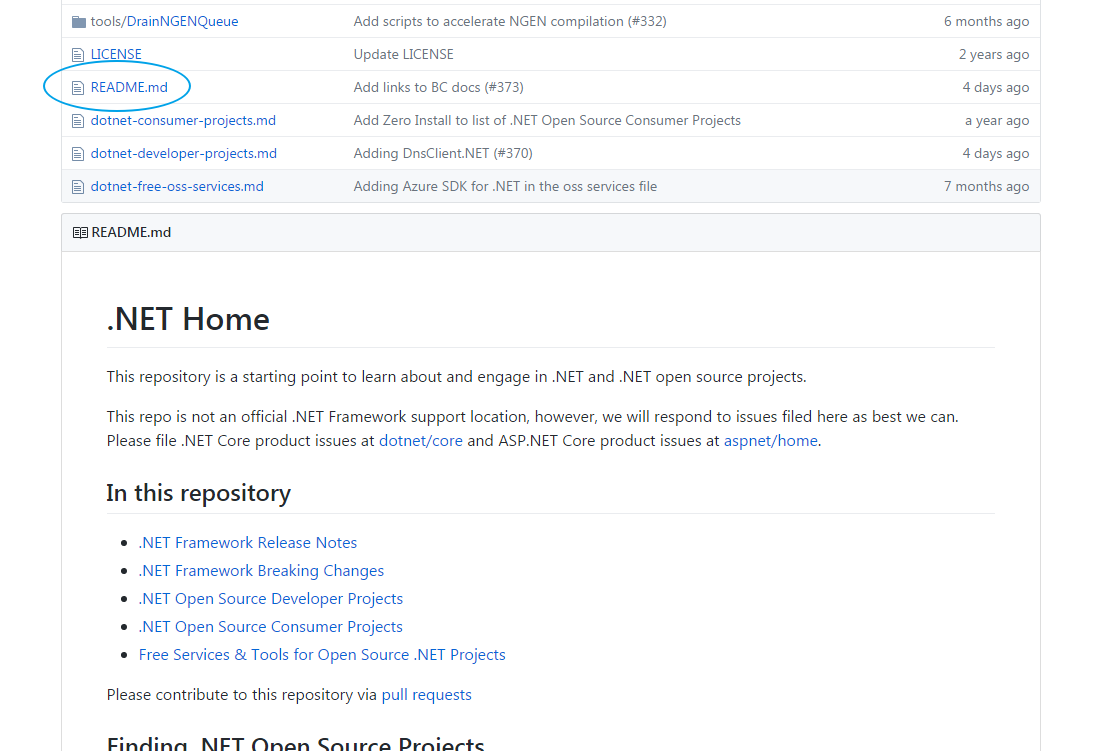 tools/DrainNGENQueue Add scripts to accelerate NGEN compilation (#332) 6 months ago
LICENSE Update LICENSE 2 years ago
README.md Add links to BC docs (#373) 4 days ago
dotnet-consumer-projects.md Add Zero Install to list of .NET Open Source Consumer Projects a year ago
dotnet-developer-projects.md Adding DnsClient.NET (#370) 4 days ago
dotnet-free-oss-services.md Adding Azure SDK for .NET in the oss services file 7 months ago
README.md
.NET Home
This repository is a starting point to learn about and engage in .NET and .NET open source projects.
This repo is not an official .NET Framework support location, however, we will respond to issues filed here as best we can.
Please file .NET Core product issues at dotnet/core and ASP.NET Core product issues at aspnet/home.
In this repository
.NET Framework Release Notes
.NET Framework Breaking Changes
.NET Open Source Developer Projects
.NET Open Source Consumer Projects
Free Services & Tools for Open Source .NET Projects
Please contribute to this repository via pull requests
Finding .NET Open Source Projects